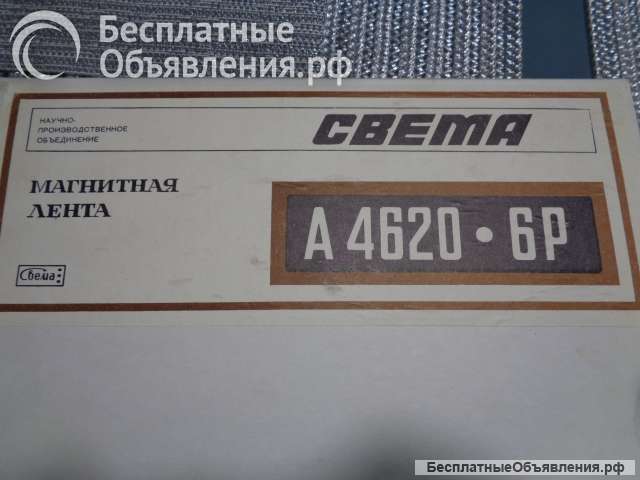 Бесплатные
Объявления.рф
НАУЧНО-
ПРОИЗВОДСТВЕННОЕ
ОБЪЕДИНЕНИЕ
СВЕМА
МАГНИТНАЯ
ЛЕНТА
А 4620 • 6Р
Свема
БесплатныеОбъявления.рф